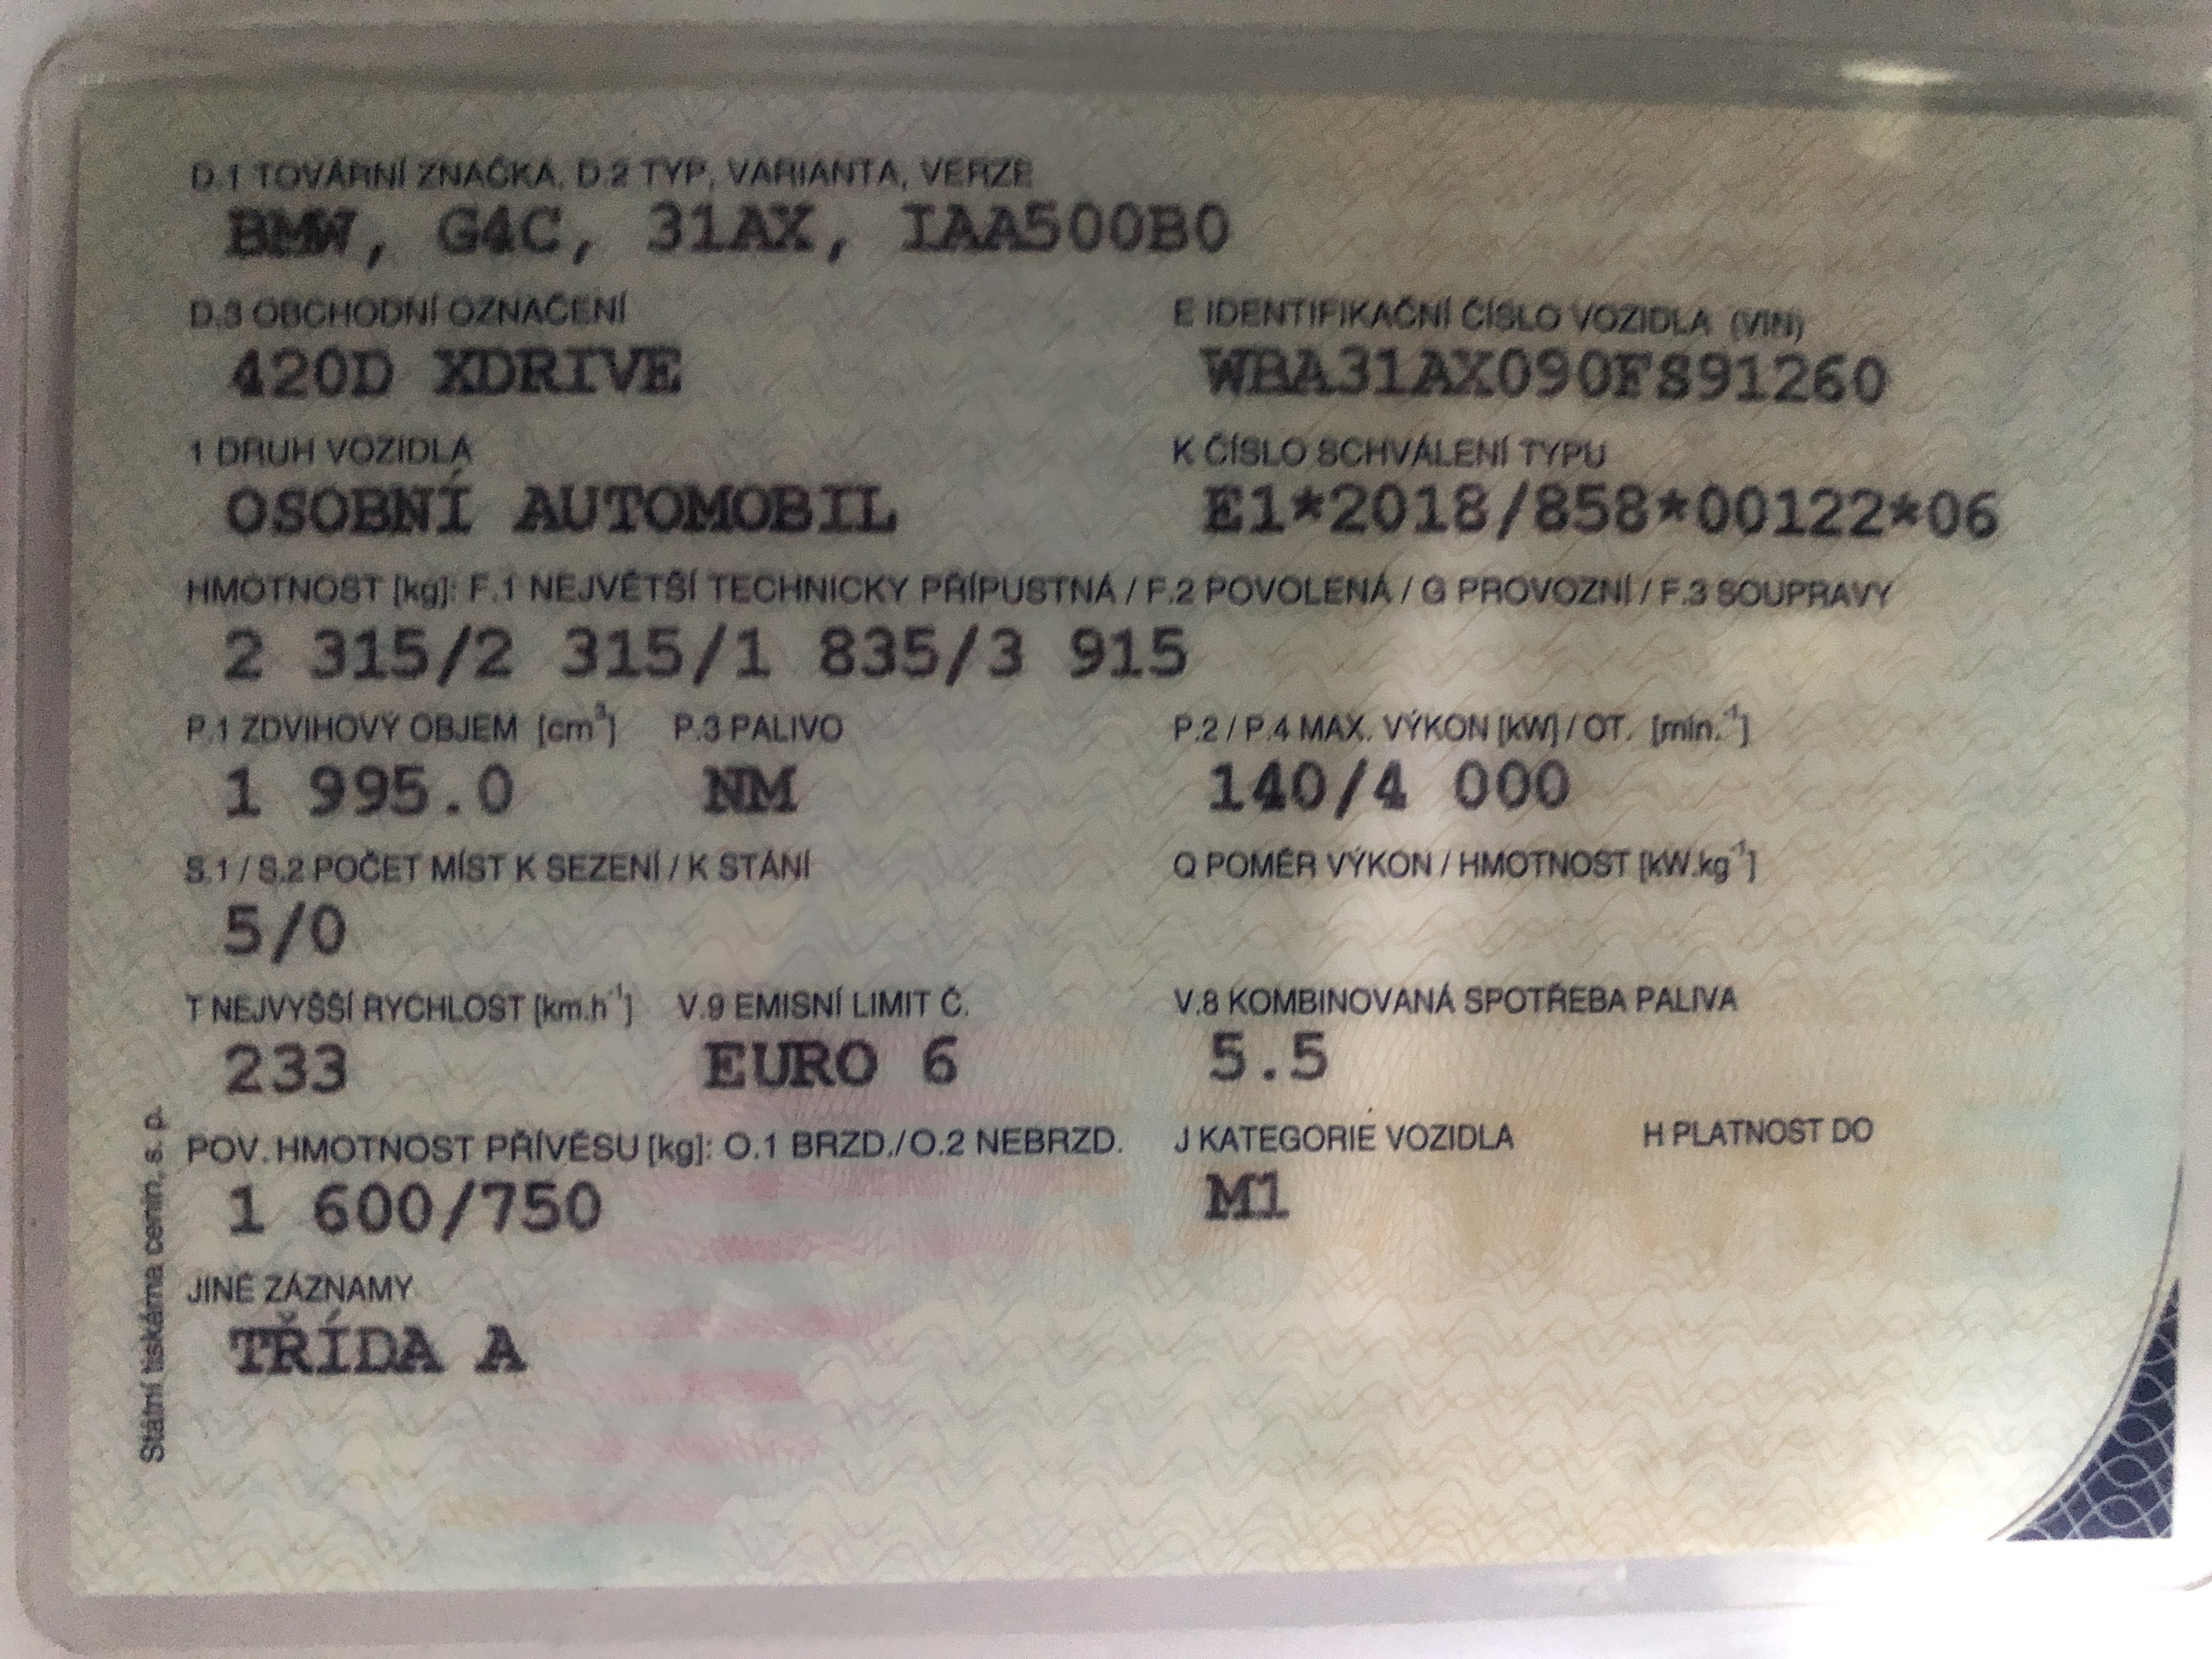 D.1 TOVÁRNÍ ZNAČKA, D.2 TYP, VARIANTA, VERZE
BMW, G4C, 31AX, IAA500B0
D.3 OBCHODNÍ OZNAČENÍ E IDENTIFIKAČNÍ ČÍSLO VOZIDLA (VIN)
420D XDRIVE WBA31AX090FS91260
1 DRUH VOZIDLA K ČÍSLO SCHVÁLENÍ TYPU
OSOBNÍ AUTOMOBIL E1*2018/858*00122*06
HMOTNOST [kg]: F.1 NEJVĚTŠÍ TECHNICKY PŘÍPUSTNÁ / F.2 POVOLENÁ / G PROVOZNÍ / F.3 SOUPRAVY
2 315/2 315/1 835/3 915
P.1 ZDVIHOVÝ OBJEM [cm³] P.3 PALIVO P.2 / P.4 MAX. VÝKON [kW] / OT. [min.⁻¹]
1 995.0 NM 140/4 000
S.1 / S.2 POČET MÍST K SEZENÍ / K STÁNÍ Q POMĚR VÝKON / HMOTNOST [kW.kg⁻¹]
5/0
T NEJVYŠŠÍ RYCHLOST [km.h⁻¹] V.9 EMISNÍ LIMIT Č. V.8 KOMBINOVANÁ SPOTŘEBA PALIVA
233 EURO 6 5.5
POV. HMOTNOST PŘÍVĚSU [kg]: O.1 BRZD./O.2 NEBRZD. J KATEGORIE VOZIDLA H PLATNOST DO
1 600/750 M1
JINÉ ZÁZNAMY
TŘÍDA A
Státní tiskárna cenin, s. p.